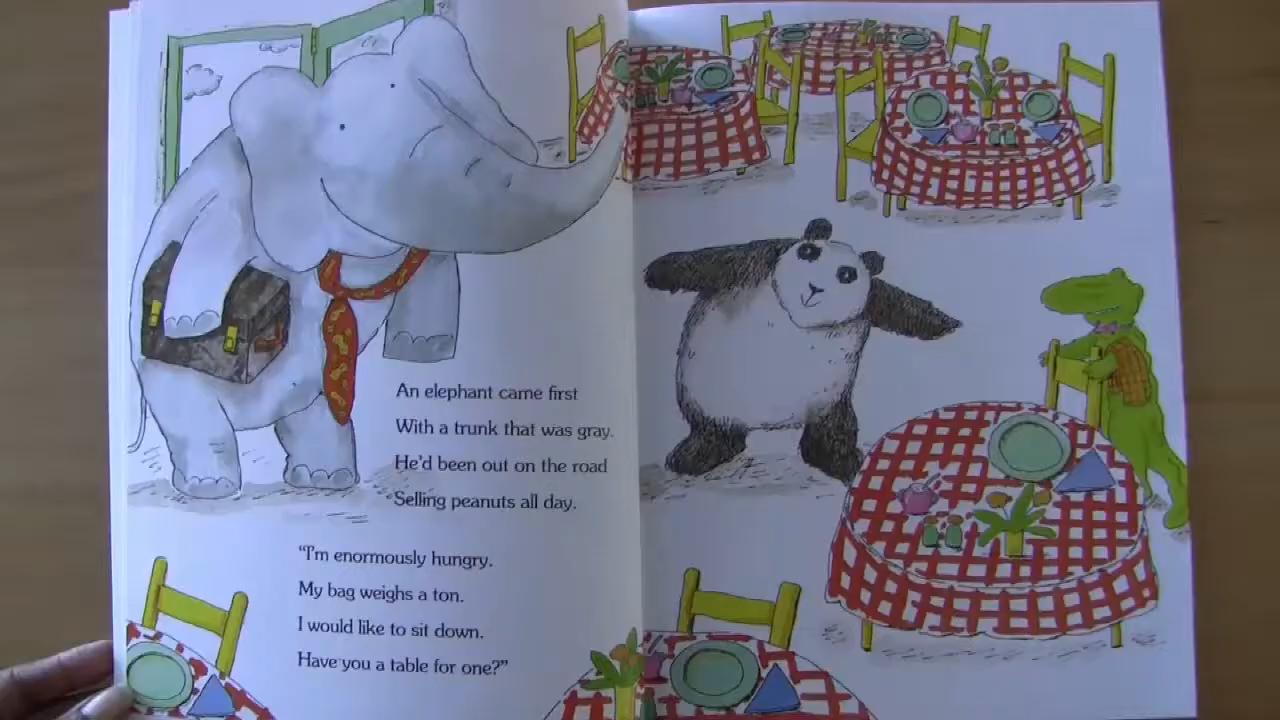 An elephant came first
With a trunk that was gray.
He'd been out on the road
Selling peanuts all day.
"I'm enormously hungry.
My bag weighs a ton.
I would like to sit down.
Have you a table for one?"